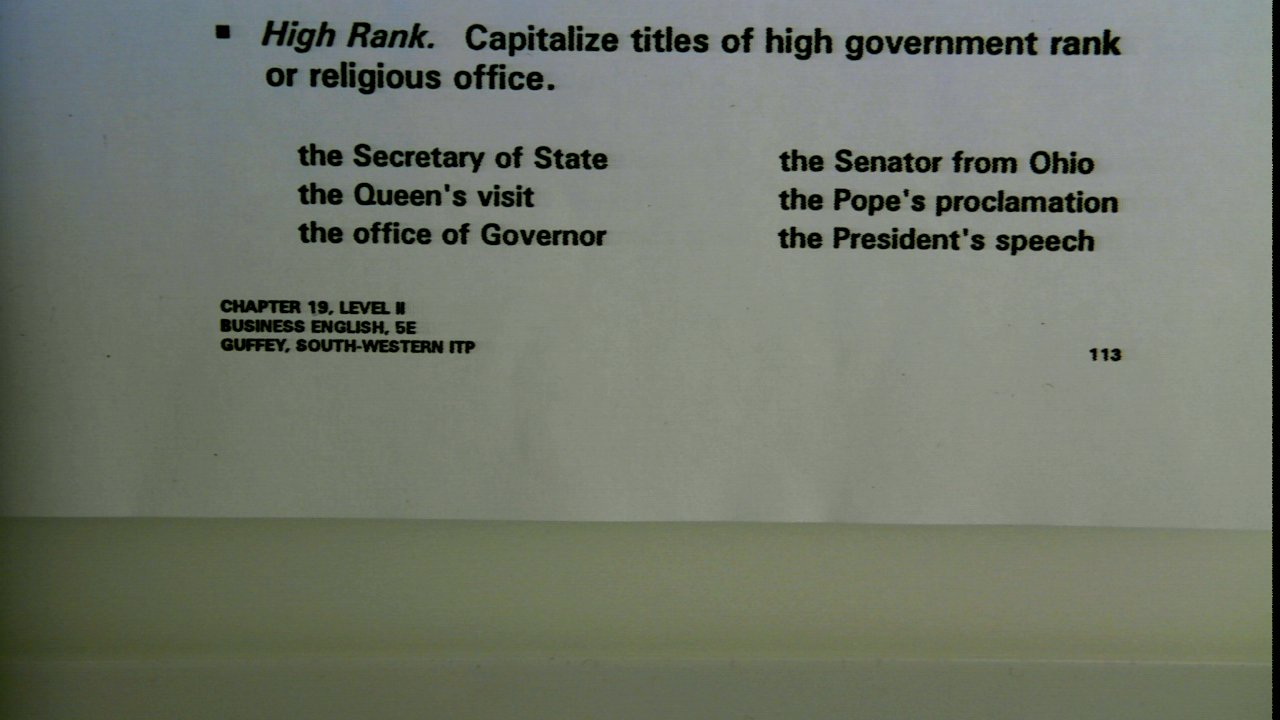 ▪ High Rank. Capitalize titles of high government rank
or religious office.
the Secretary of State
the Queen's visit
the office of Governor
the Senator from Ohio
the Pope's proclamation
the President's speech
CHAPTER 19, LEVEL II
BUSINESS ENGLISH, 5E
GUFFEY, SOUTH-WESTERN ITP
113